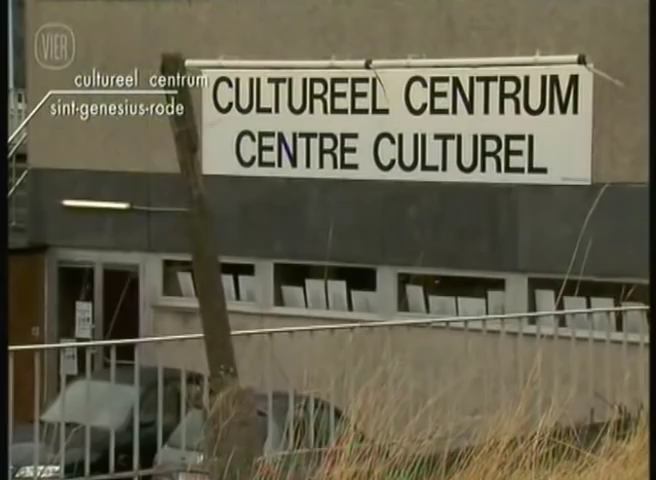 VIER
cultureel centrum
sint-genesius-rode
CULTUREEL CENTRUM
CENTRE CULTUREL